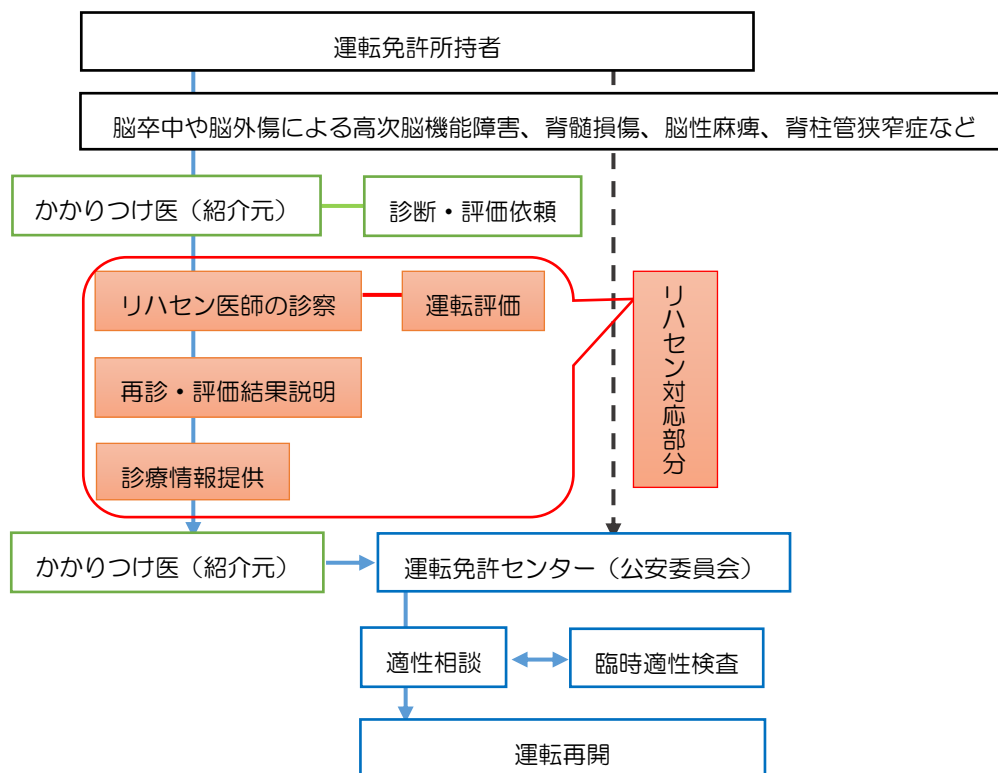 運転免許所持者
脳卒中や脳外傷による高次脳機能障害、脊髄損傷、脳性麻痺、脊柱管狭窄症など
かかりつけ医（紹介元）
診断・評価依頼
リハセン医師の診察
運転評価
リハセン対応部分
再診・評価結果説明
診療情報提供
かかりつけ医（紹介元）
運転免許センター（公安委員会）
適性相談
臨時適性検査
運転再開